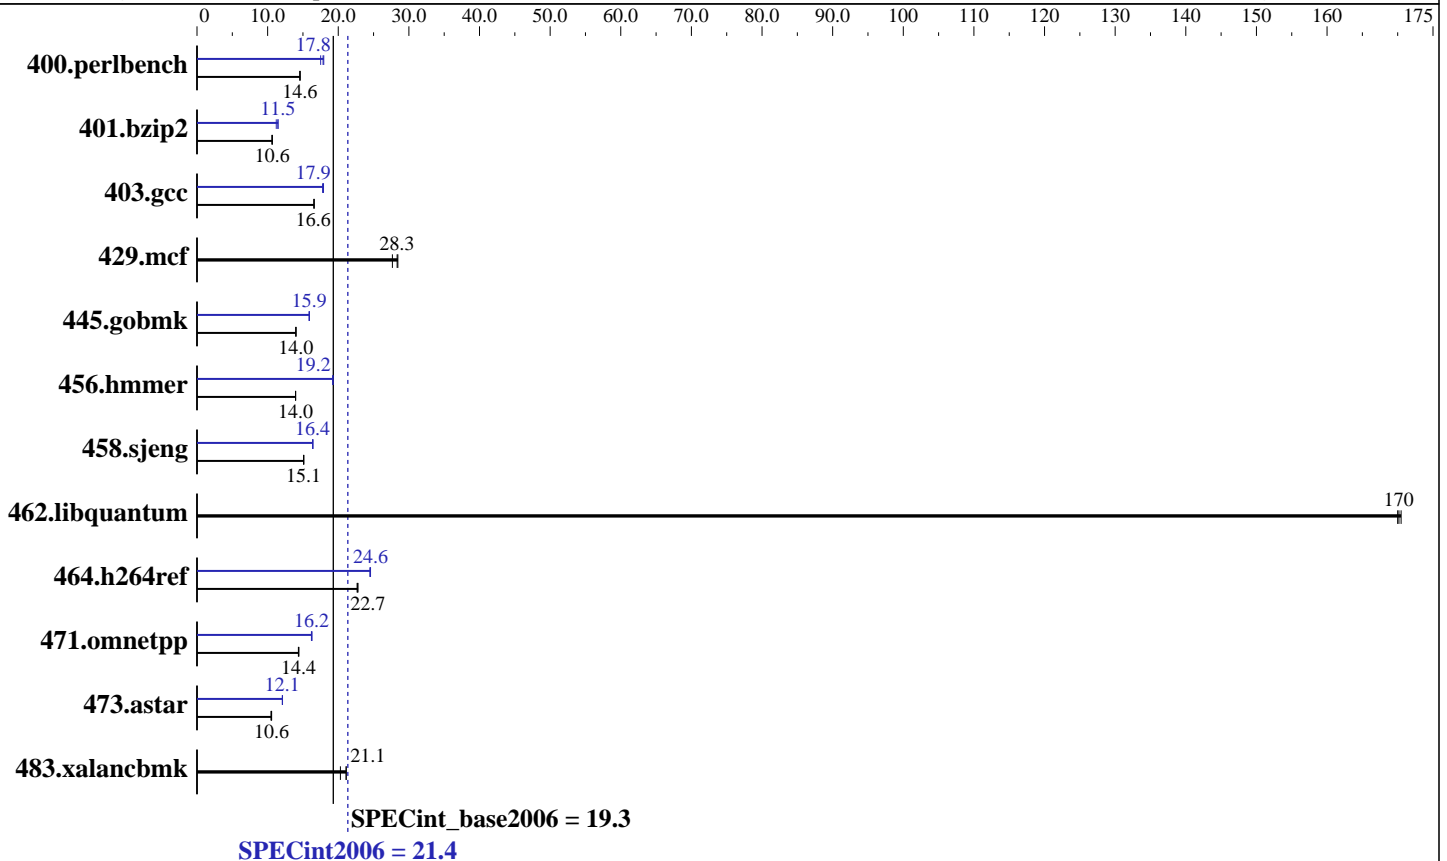 0 10.0 20.0 30.0 40.0 50.0 60.0 70.0 80.0 90.0 100 110 120 130 140 150 160 175
17.8
400.perlbench
14.6
11.5
401.bzip2
10.6
17.9
403.gcc
16.6
28.3
429.mcf
15.9
445.gobmk
14.0
19.2
456.hmmer
14.0
16.4
458.sjeng
15.1
170
462.libquantum
24.6
464.h264ref
22.7
16.2
471.omnetpp
14.4
12.1
473.astar
10.6
21.1
483.xalancbmk
SPECint_base2006 = 19.3
SPECint2006 = 21.4